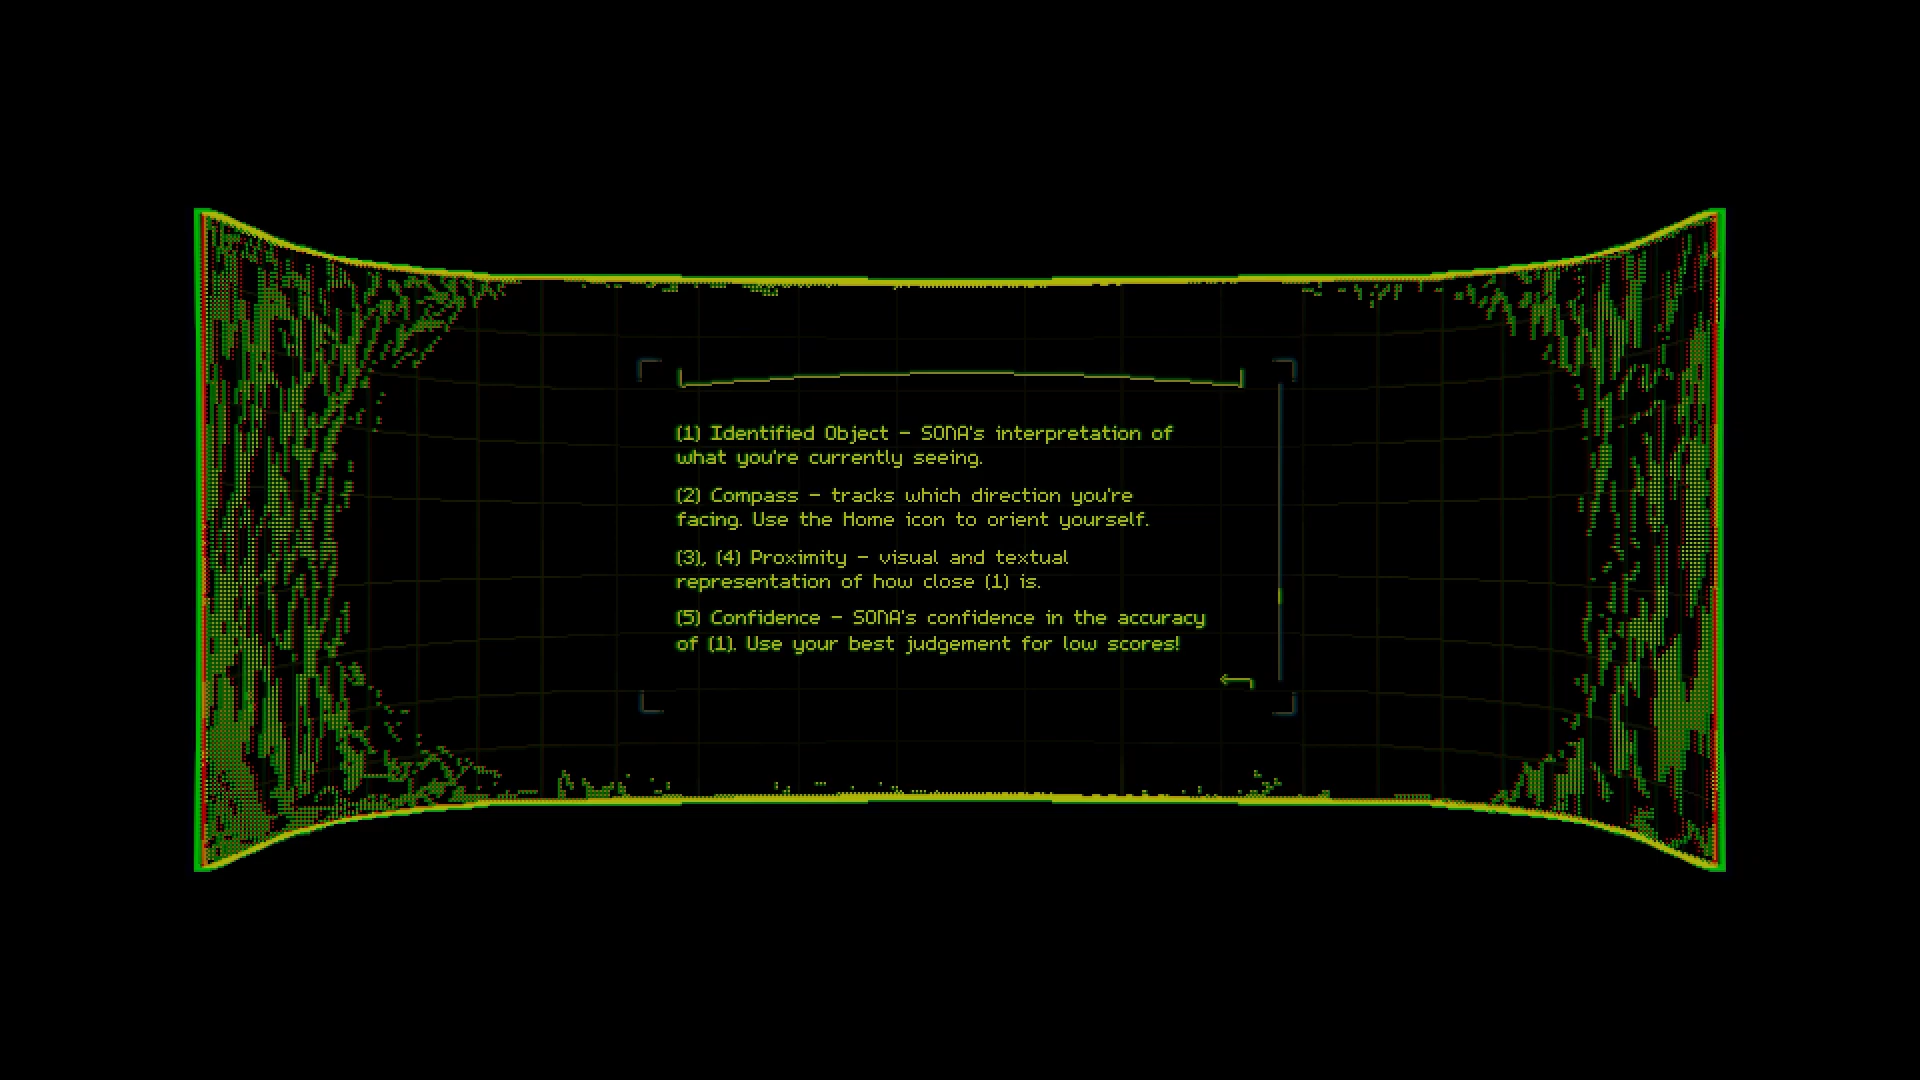 (1) Identified Object - SONA's interpretation of
what you're currently seeing.
(2) Compass - tracks which direction you're
facing. Use the Home icon to orient yourself.
(3), (4) Proximity - visual and textual
representation of how close (1) is.
(5) Confidence - SONA's confidence in the accuracy
of (1). Use your best judgement for low scores!